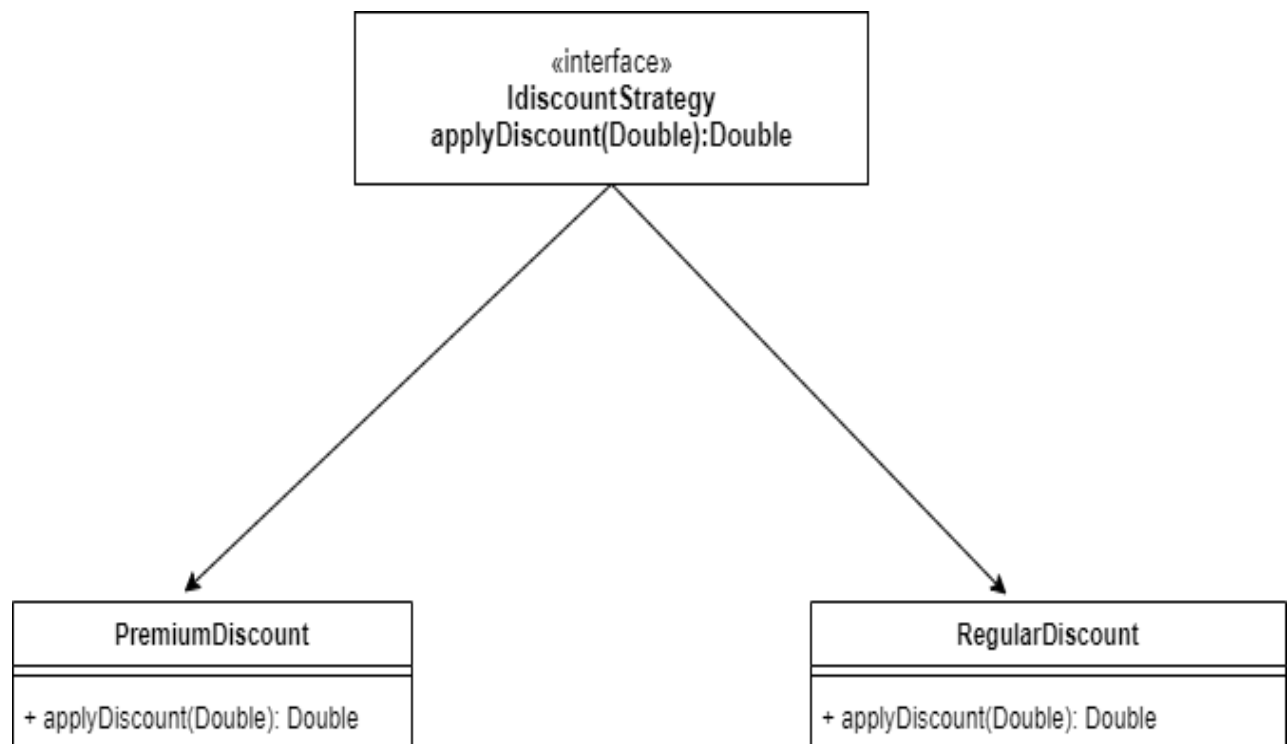 «interface»
IdiscountStrategy
applyDiscount(Double):Double
PremiumDiscount
RegularDiscount
+ applyDiscount(Double): Double
+ applyDiscount(Double): Double